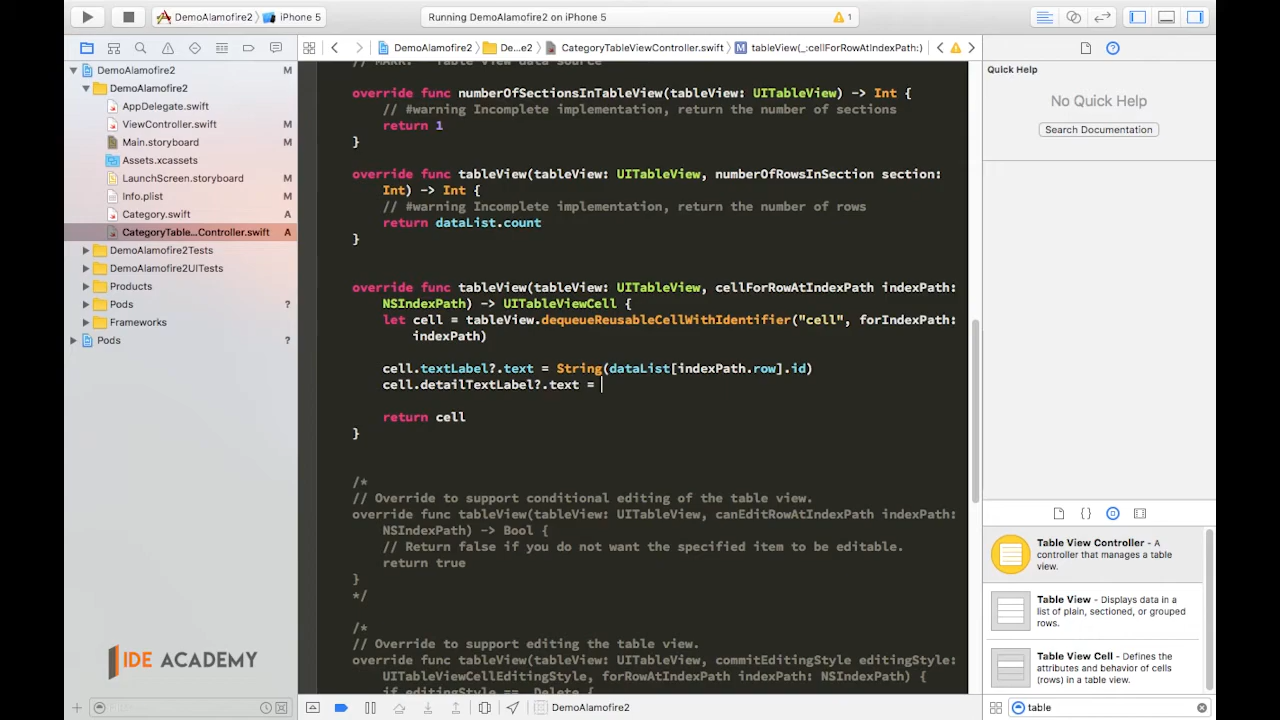 DemoAlamofire2 › iPhone 5
Running DemoAlamofire2 on iPhone 5
1
DemoAlamofire2 › De...e2 › CategoryTableViewController.swift › M tableView(_:cellForRowAtIndexPath:)
DemoAlamofire2 M
DemoAlamofire2
AppDelegate.swift
ViewController.swift M
Main.storyboard M
Assets.xcassets
LaunchScreen.storyboard M
Info.plist M
Category.swift A
CategoryTable...Controller.swift A
DemoAlamofire2Tests
DemoAlamofire2UITests
Products
Pods ?
Frameworks
Pods ?
IDE ACADEMY
// MARK: - Table view data source
override func numberOfSectionsInTableView(tableView: UITableView) -> Int {
// #warning Incomplete implementation, return the number of sections
return 1
}
override func tableView(tableView: UITableView, numberOfRowsInSection section:
Int) -> Int {
// #warning Incomplete implementation, return the number of rows
return dataList.count
}
override func tableView(tableView: UITableView, cellForRowAtIndexPath indexPath:
NSIndexPath) -> UITableViewCell {
let cell = tableView.dequeueReusableCellWithIdentifier("cell", forIndexPath:
indexPath)
cell.textLabel?.text = String(dataList[indexPath.row].id)
cell.detailTextLabel?.text =
return cell
}
/*
// Override to support conditional editing of the table view.
override func tableView(tableView: UITableView, canEditRowAtIndexPath indexPath:
NSIndexPath) -> Bool {
// Return false if you do not want the specified item to be editable.
return true
}
*/
/*
// Override to support editing the table view.
override func tableView(tableView: UITableView, commitEditingStyle editingStyle:
UITableViewCellEditingStyle, forRowAtIndexPath indexPath: NSIndexPath) {
if editingStyle == .Delete {
DemoAlamofire2
Quick Help
No Quick Help
Search Documentation
Table View Controller - A
controller that manages a table
view.
Table View - Displays data in a
list of plain, sectioned, or grouped
rows.
Table View Cell - Defines the
attributes and behavior of cells
(rows) in a table view.
table